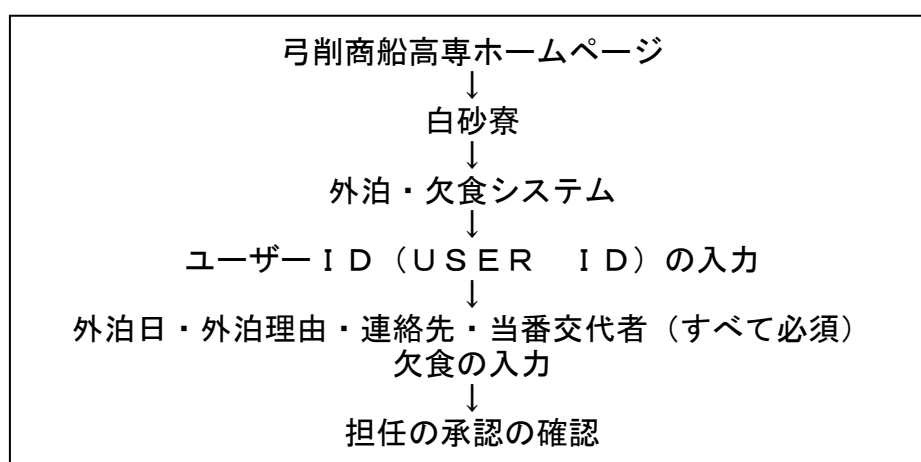 弓削商船高専ホームページ
↓
白砂寮
↓
外泊・欠食システム
↓
ユーザーＩＤ（ＵＳＥＲ　ＩＤ）の入力
↓
外泊日・外泊理由・連絡先・当番交代者（すべて必須）
欠食の入力
↓
担任の承認の確認